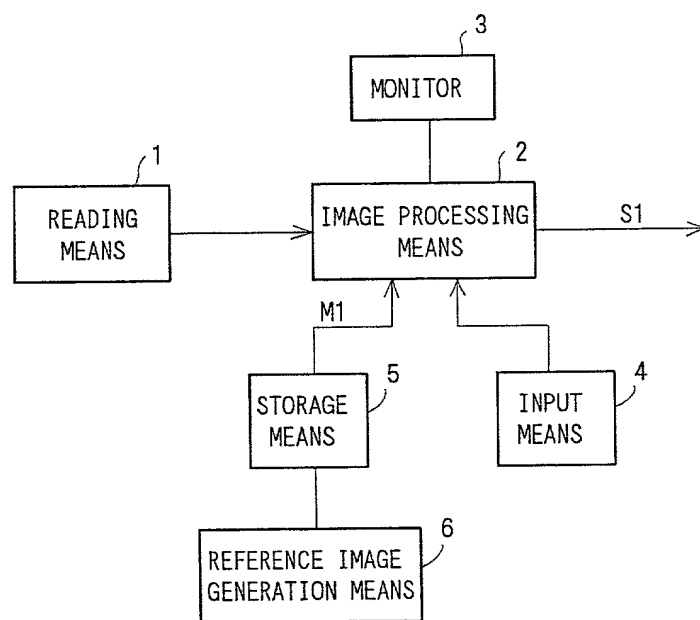 3
MONITOR
1
2
READING
MEANS
IMAGE PROCESSING
MEANS
S1
M1
5
4
STORAGE
MEANS
INPUT
MEANS
6
REFERENCE IMAGE
GENERATION MEANS